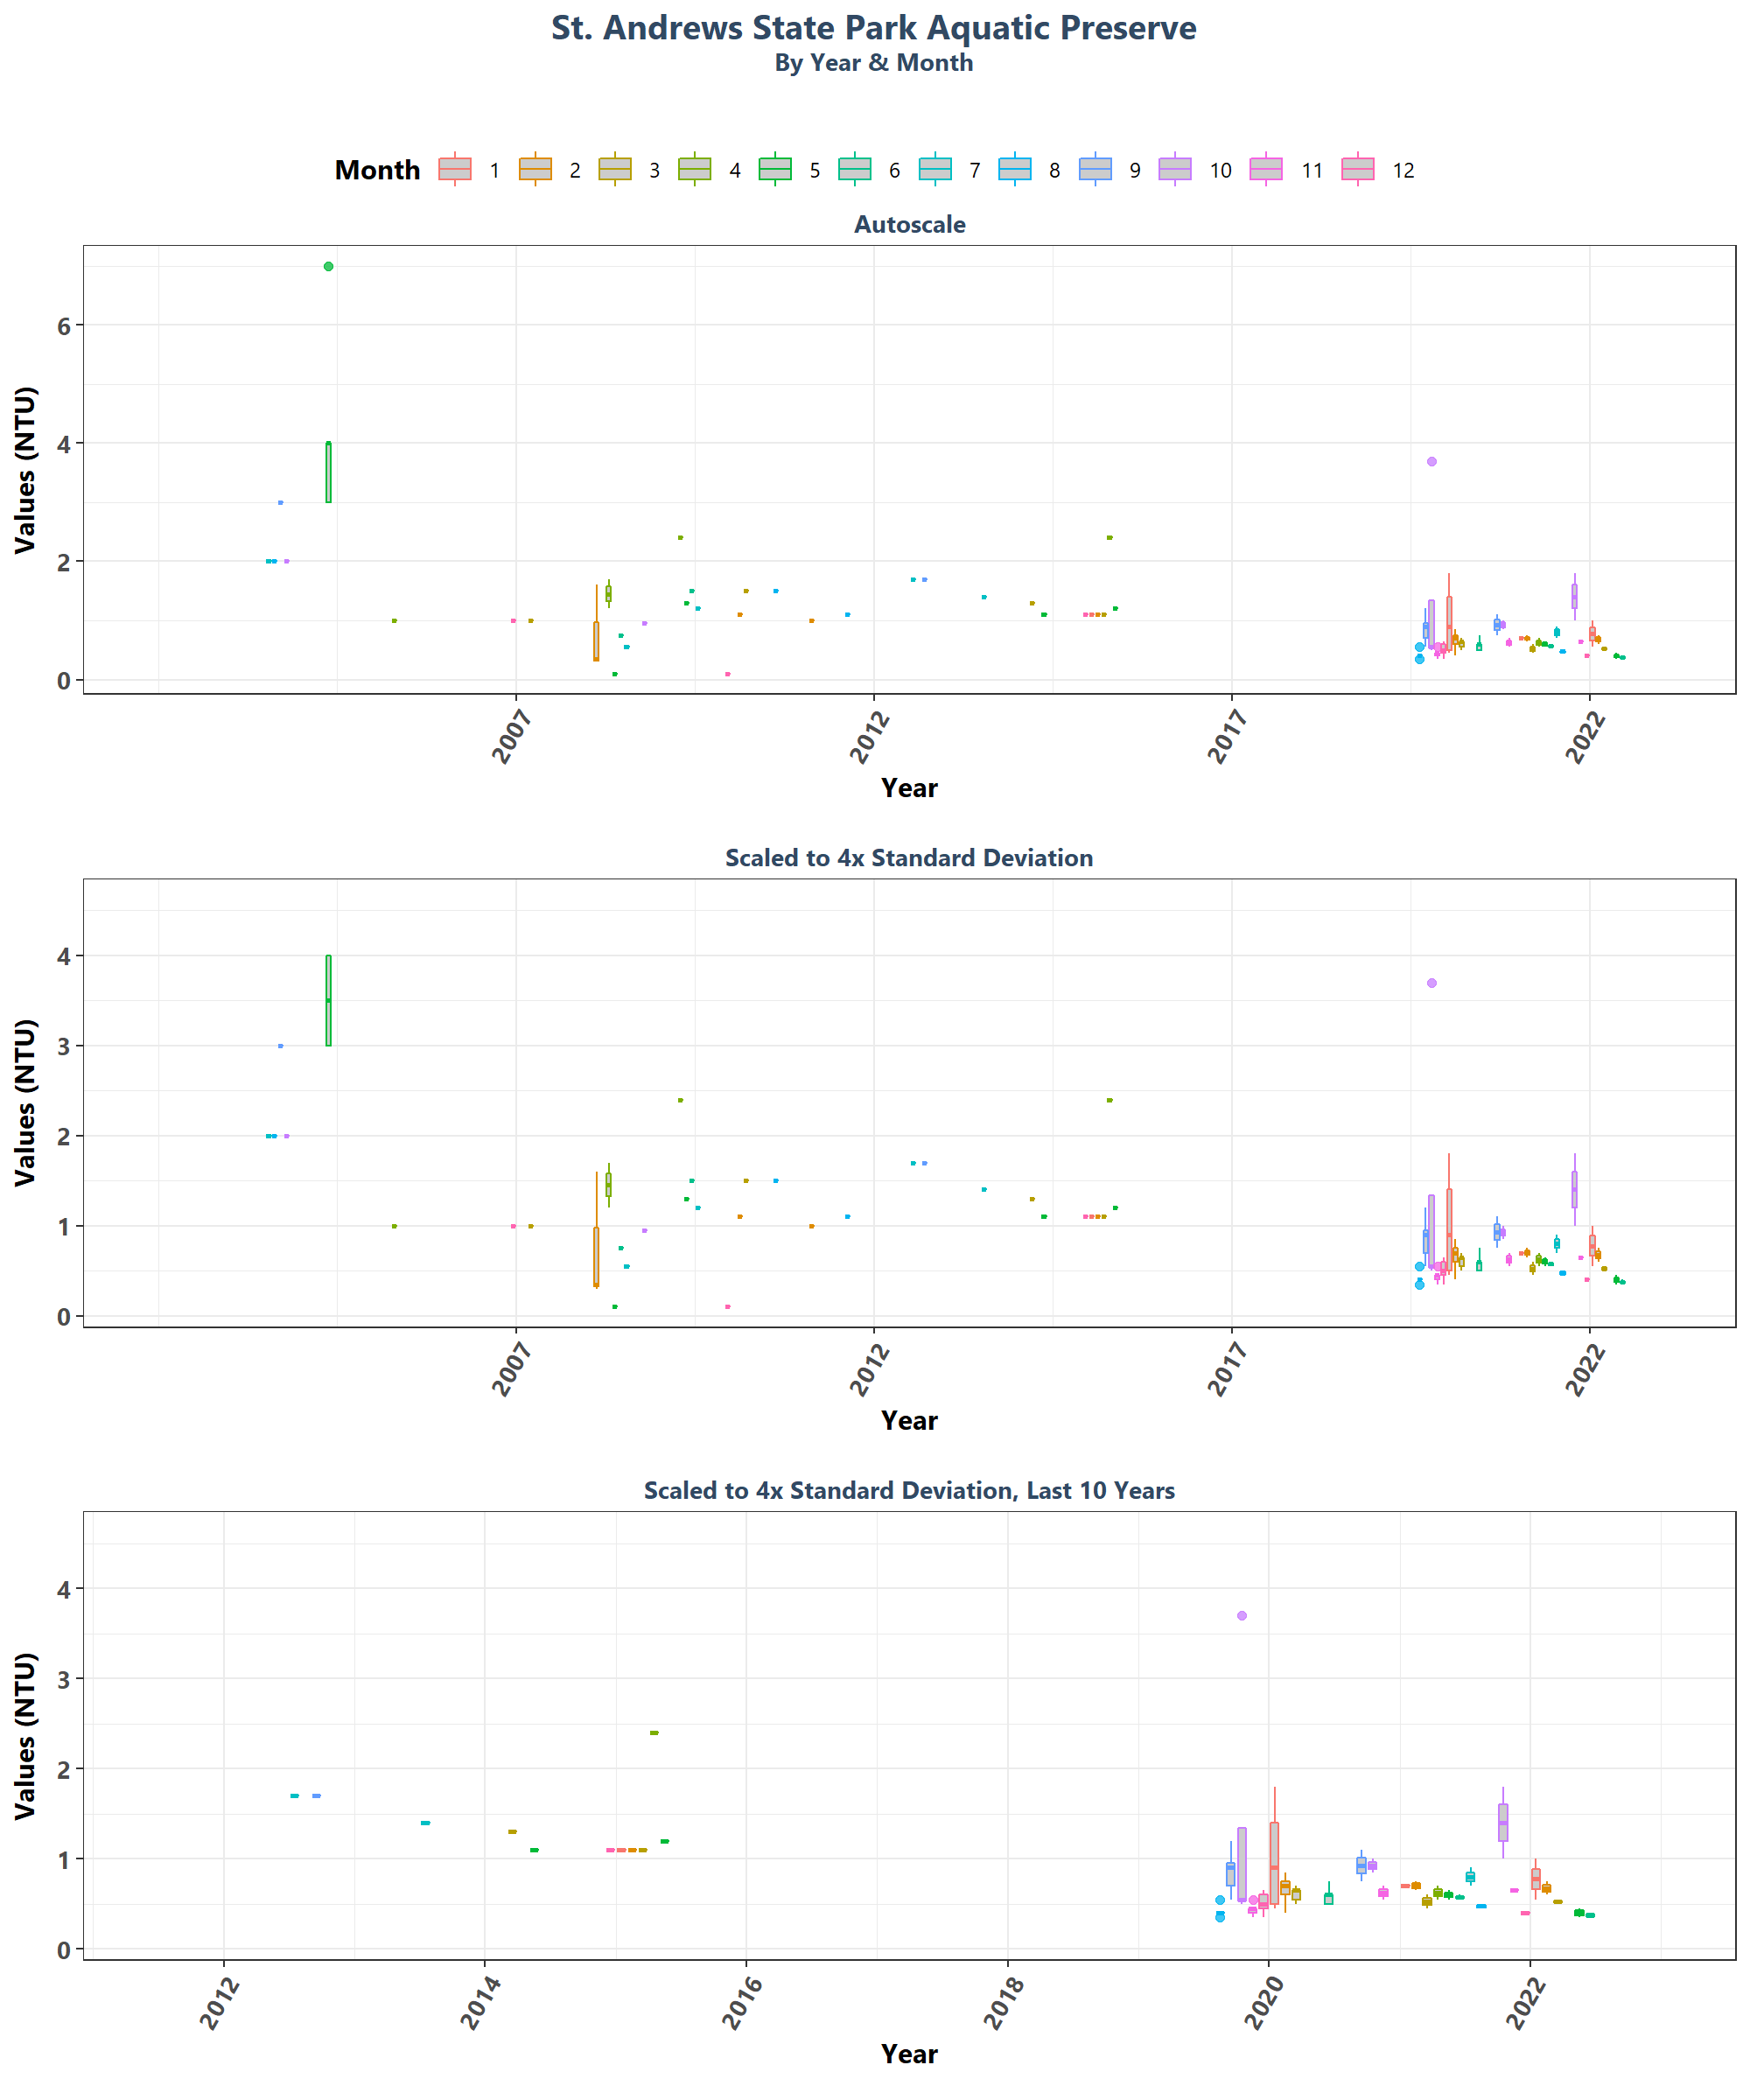 St. Andrews State Park Aquatic Preserve
By Year & Month
Month 1 2 3 4 5 6 7 8 9 10 11 12
Autoscale
Values (NTU)
6
4
2
0
2007 2012 2017 2022
Year
Scaled to 4x Standard Deviation
Values (NTU)
4
3
2
1
0
2007 2012 2017 2022
Year
Scaled to 4x Standard Deviation, Last 10 Years
Values (NTU)
4
3
2
1
0
2012 2014 2016 2018 2020 2022
Year